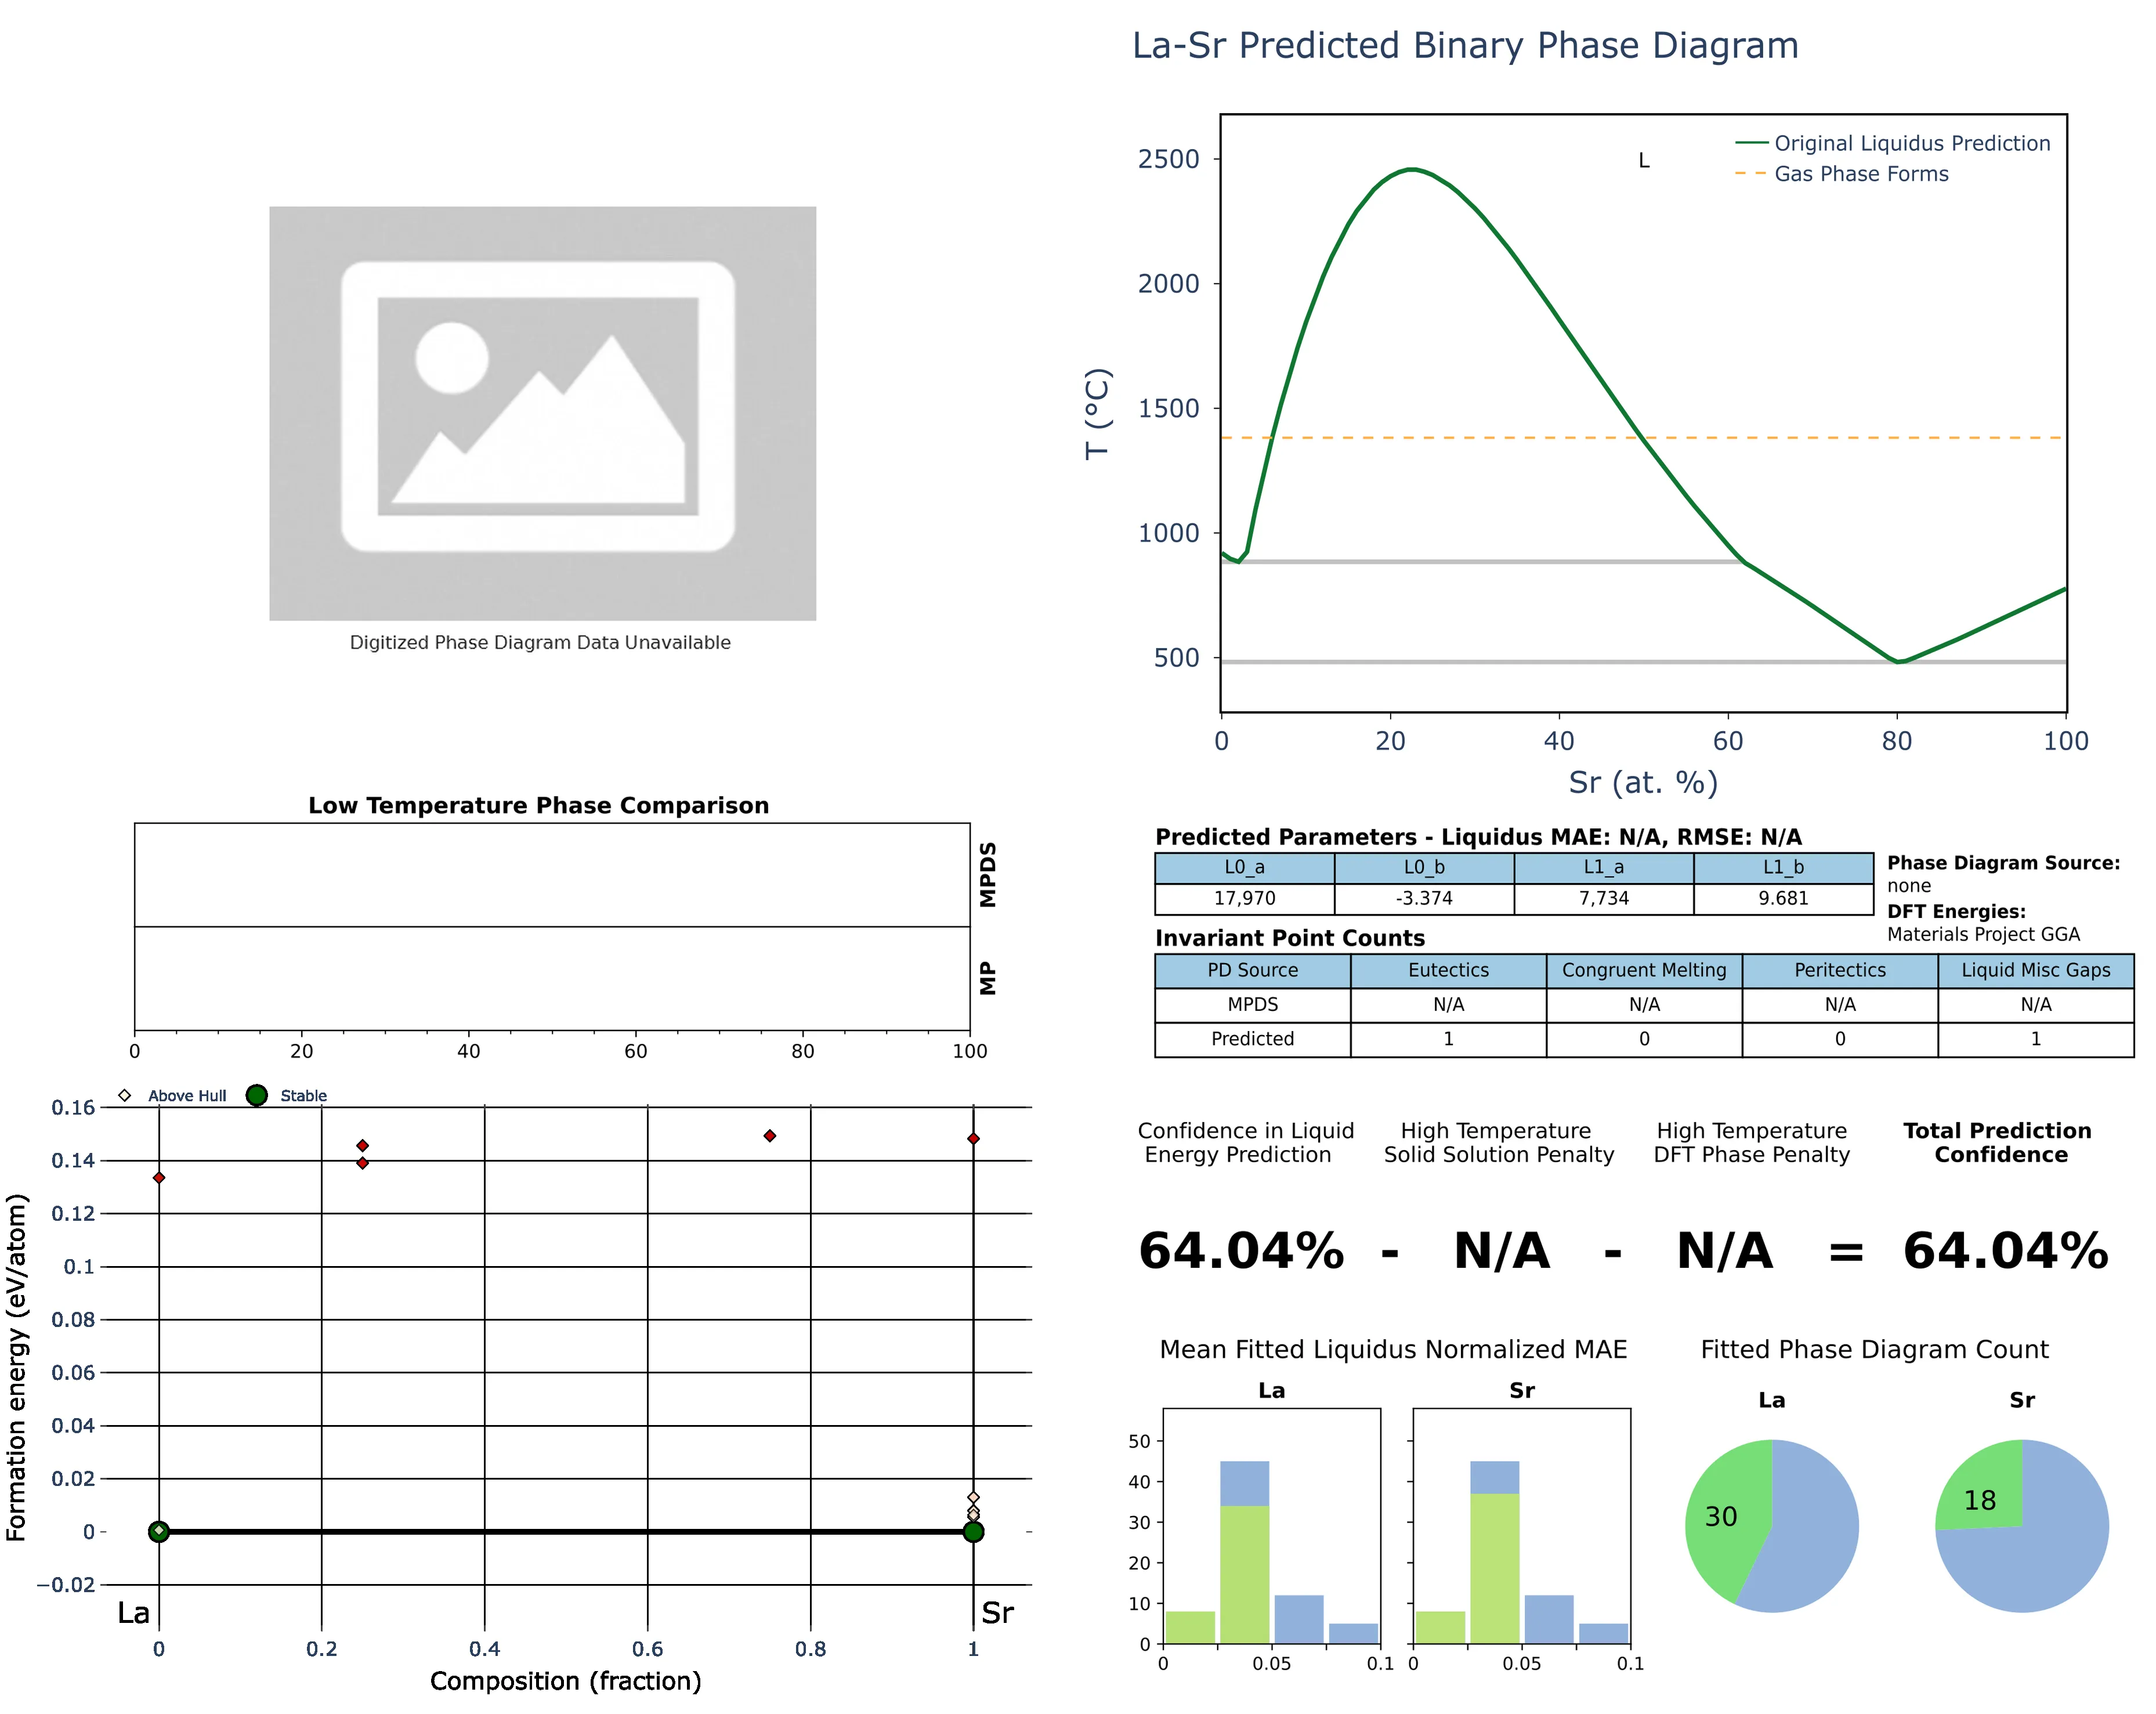 La-Sr Predicted Binary Phase Diagram
Original Liquidus Prediction
Gas Phase Forms
L
2500
2000
1500
1000
500
T (°C)
0 20 40 60 80 100
Sr (at. %)
Digitized Phase Diagram Data Unavailable
Low Temperature Phase Comparison
MPDS
MP
0 20 40 60 80 100
Predicted Parameters - Liquidus MAE: N/A, RMSE: N/A
L0_a L0_b L1_a L1_b
17,970 -3.374 7,734 9.681
Phase Diagram Source:
none
DFT Energies:
Materials Project GGA
Invariant Point Counts
PD Source Eutectics Congruent Melting Peritectics Liquid Misc Gaps
MPDS N/A N/A N/A N/A
Predicted 1 0 0 1
Above Hull Stable
0.16
0.14
0.12
0.1
0.08
0.06
0.04
0.02
0
−0.02
Formation energy (eV/atom)
La Sr
0 0.2 0.4 0.6 0.8 1
Composition (fraction)
Confidence in Liquid
Energy Prediction
High Temperature
Solid Solution Penalty
High Temperature
DFT Phase Penalty
Total Prediction
Confidence
64.04% - N/A - N/A = 64.04%
Mean Fitted Liquidus Normalized MAE
La Sr
50
40
30
20
10
0
0 0.05 0.1 0 0.05 0.1
Fitted Phase Diagram Count
La Sr
30 18